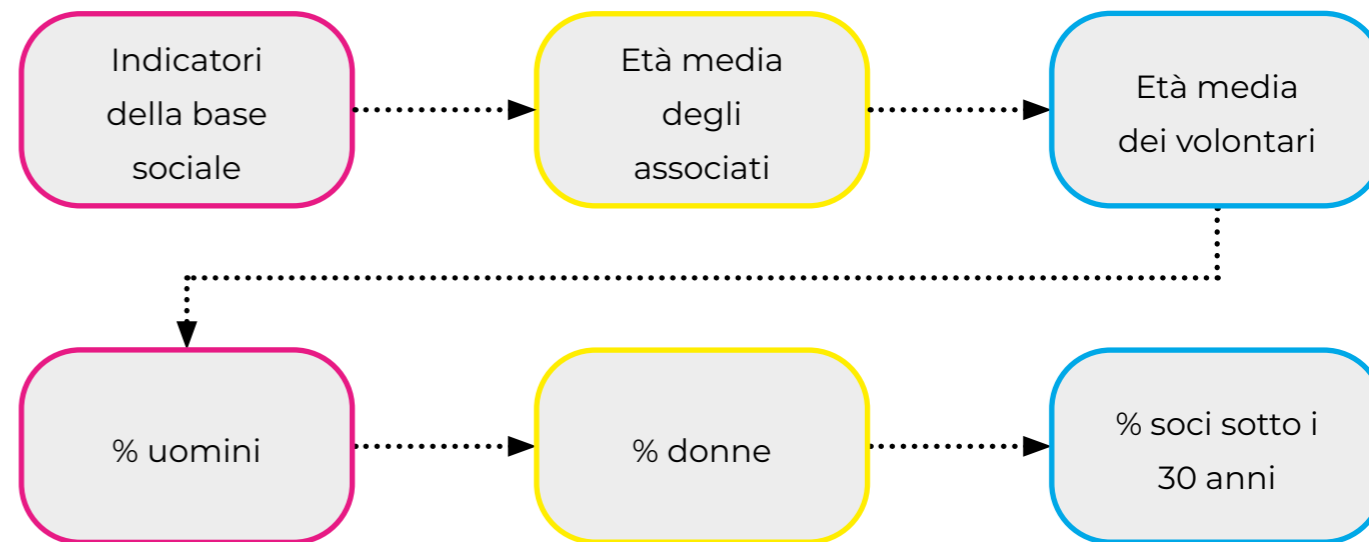 Indicatori
della base
sociale
Età media
degli
associati
Età media
dei volontari
% uomini
% donne
% soci sotto i
30 anni